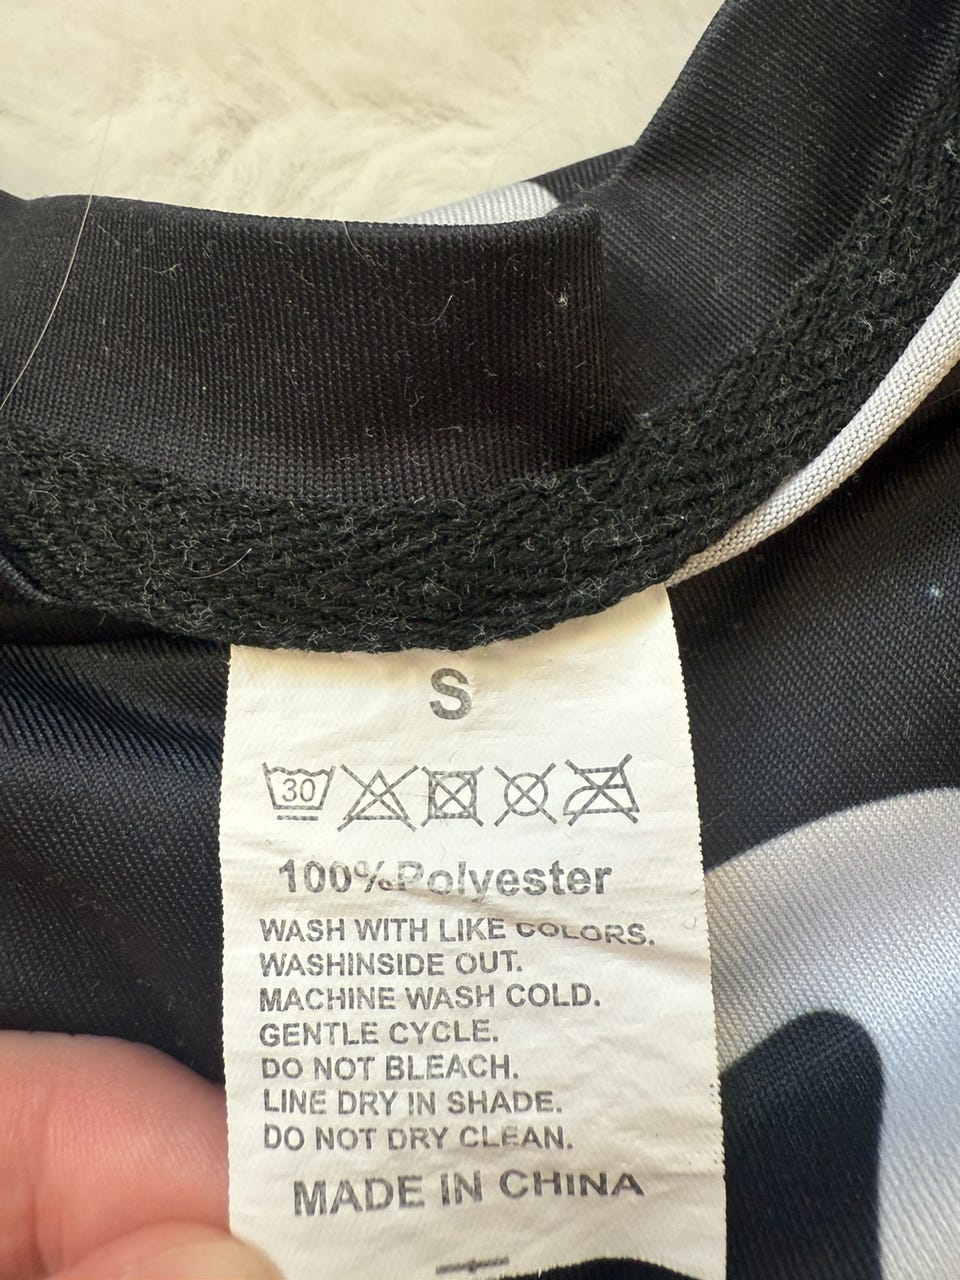 S
30
100%Polyester
WASH WITH LIKE COLORS.
WASHINSIDE OUT.
MACHINE WASH COLD.
GENTLE CYCLE.
DO NOT BLEACH.
LINE DRY IN SHADE.
DO NOT DRY CLEAN.
MADE IN CHINA